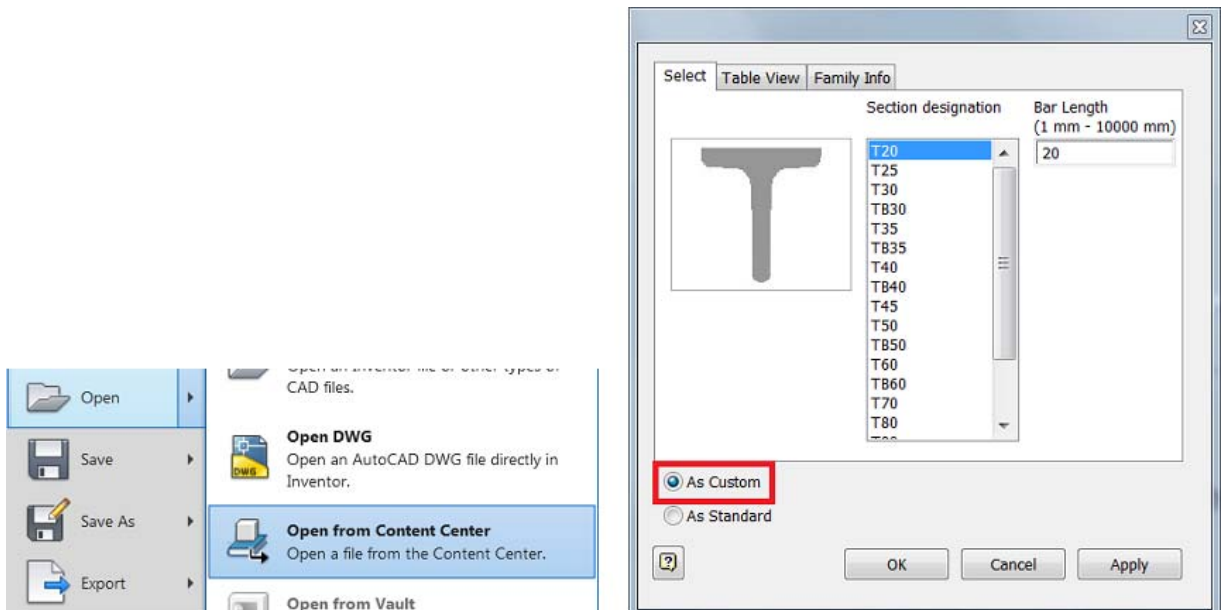 Open
Save
Save As
Export
CAD files.
Open DWG
Open an AutoCAD DWG file directly in
Inventor.
Open from Content Center
Open a file from the Content Center.
Open from Vault
Select
Table View
Family Info
Section designation
Bar Length
(1 mm - 10000 mm)
T20
T25
T30
TB30
T35
TB35
T40
TB40
T45
T50
TB50
T60
TB60
T70
T80
20
As Custom
As Standard
OK
Cancel
Apply